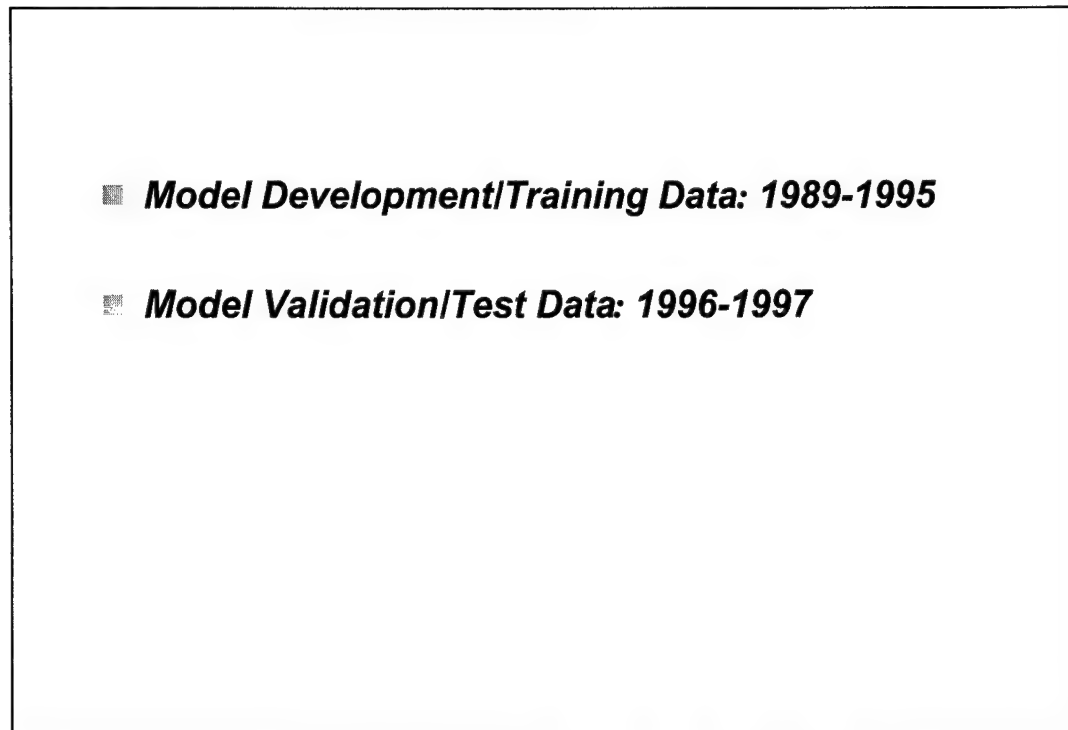 Model Development/Training Data: 1989-1995
Model Validation/Test Data: 1996-1997